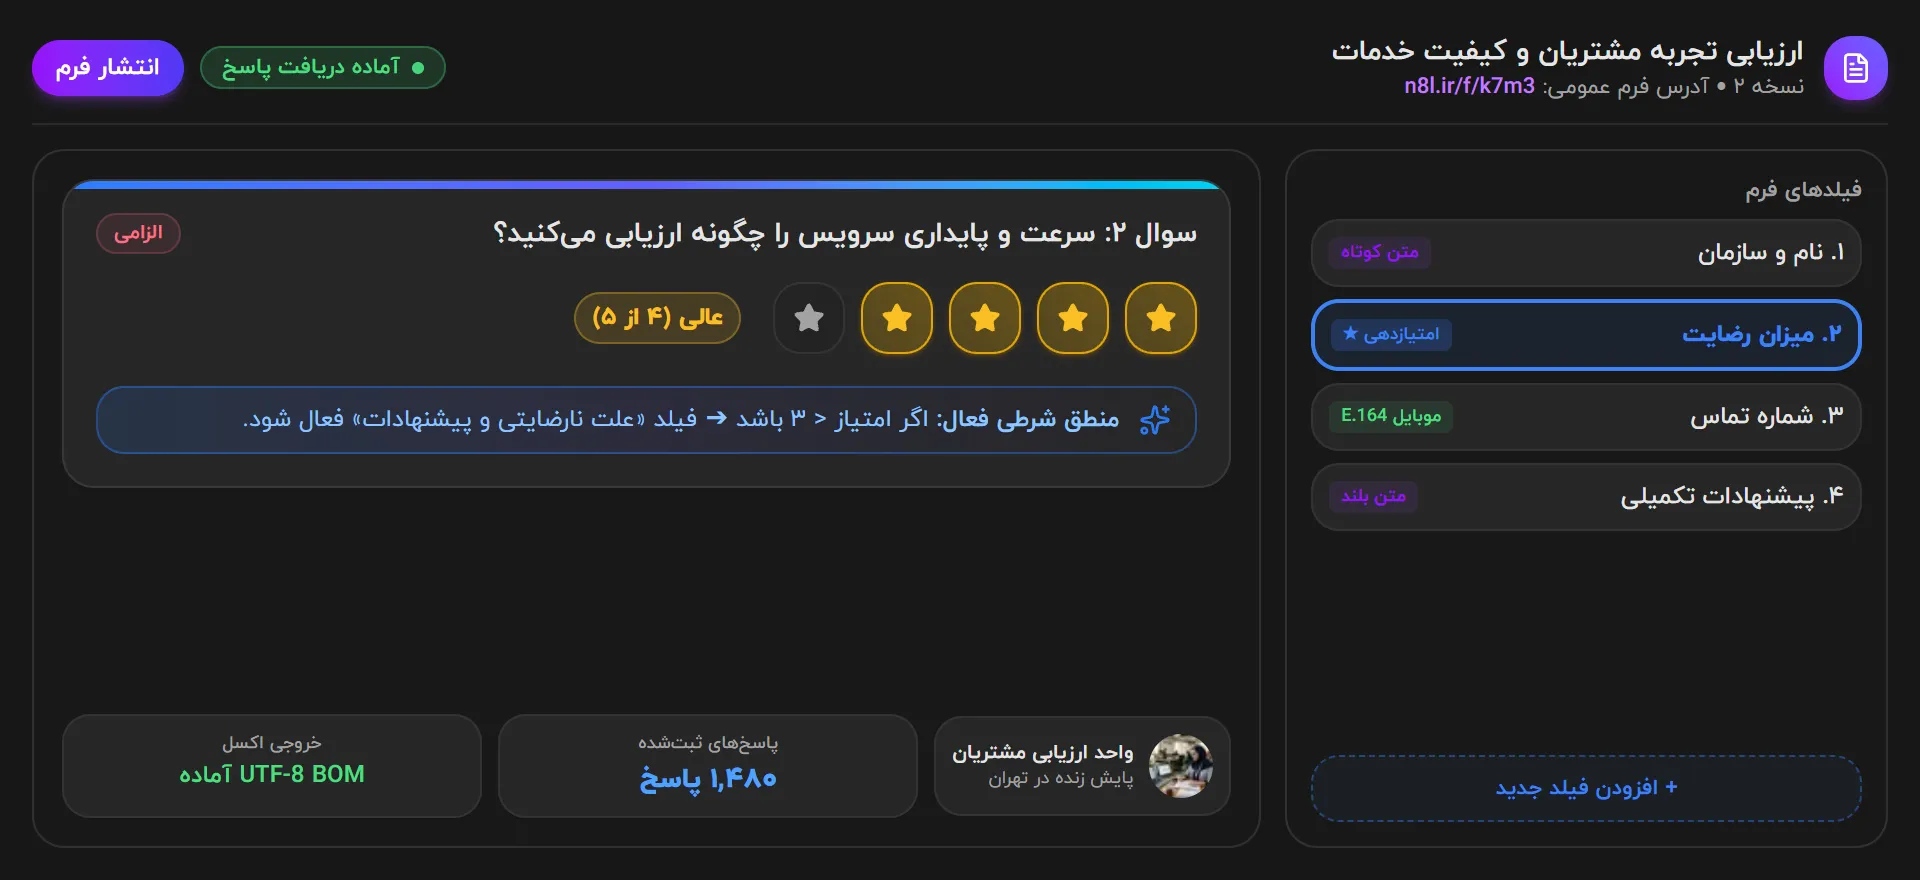 ارزیابی تجربه مشتریان و کیفیت خدمات
نسخه ۲ • آدرس فرم عمومی: n8l.ir/f/k7m3
آماده دریافت پاسخ
انتشار فرم
فیلدهای فرم
۱. نام و سازمان
متن کوتاه
۲. میزان رضایت
امتیازدهی ★
۳. شماره تماس
موبایل E.164
۴. پیشنهادات تکمیلی
متن بلند
+ افزودن فیلد جدید
سوال ۲: سرعت و پایداری سرویس را چگونه ارزیابی می‌کنید؟
الزامی
عالی (۴ از ۵)
منطق شرطی فعال: اگر امتیاز < ۳ باشد ➔ فیلد «علت نارضایتی و پیشنهادات» فعال شود.
واحد ارزیابی مشتریان
پایش زنده در تهران
پاسخ‌های ثبت‌شده
۱,۴۸۰ پاسخ
خروجی اکسل
UTF-8 BOM آماده